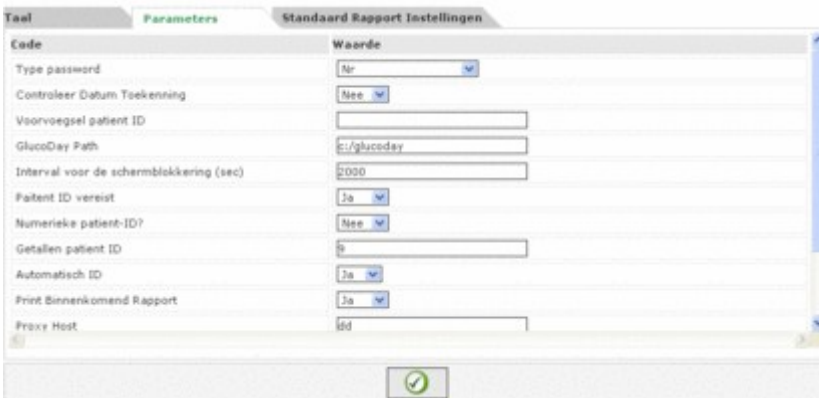 Taal Parameters Standaard Rapport Instellingen
Code Waarde
Type password Nr
Controleer Datum Toekenning Nee
Voorvoegsel patient ID
GlucoDay Path c:/glucoday
Interval voor de schermblokkering (sec) 2000
Paitent ID vereist Ja
Numerieke patient-ID? Nee
Getallen patient ID 9
Automatisch ID Ja
Print Binnenkomend Rapport Ja
Proxy Host dd